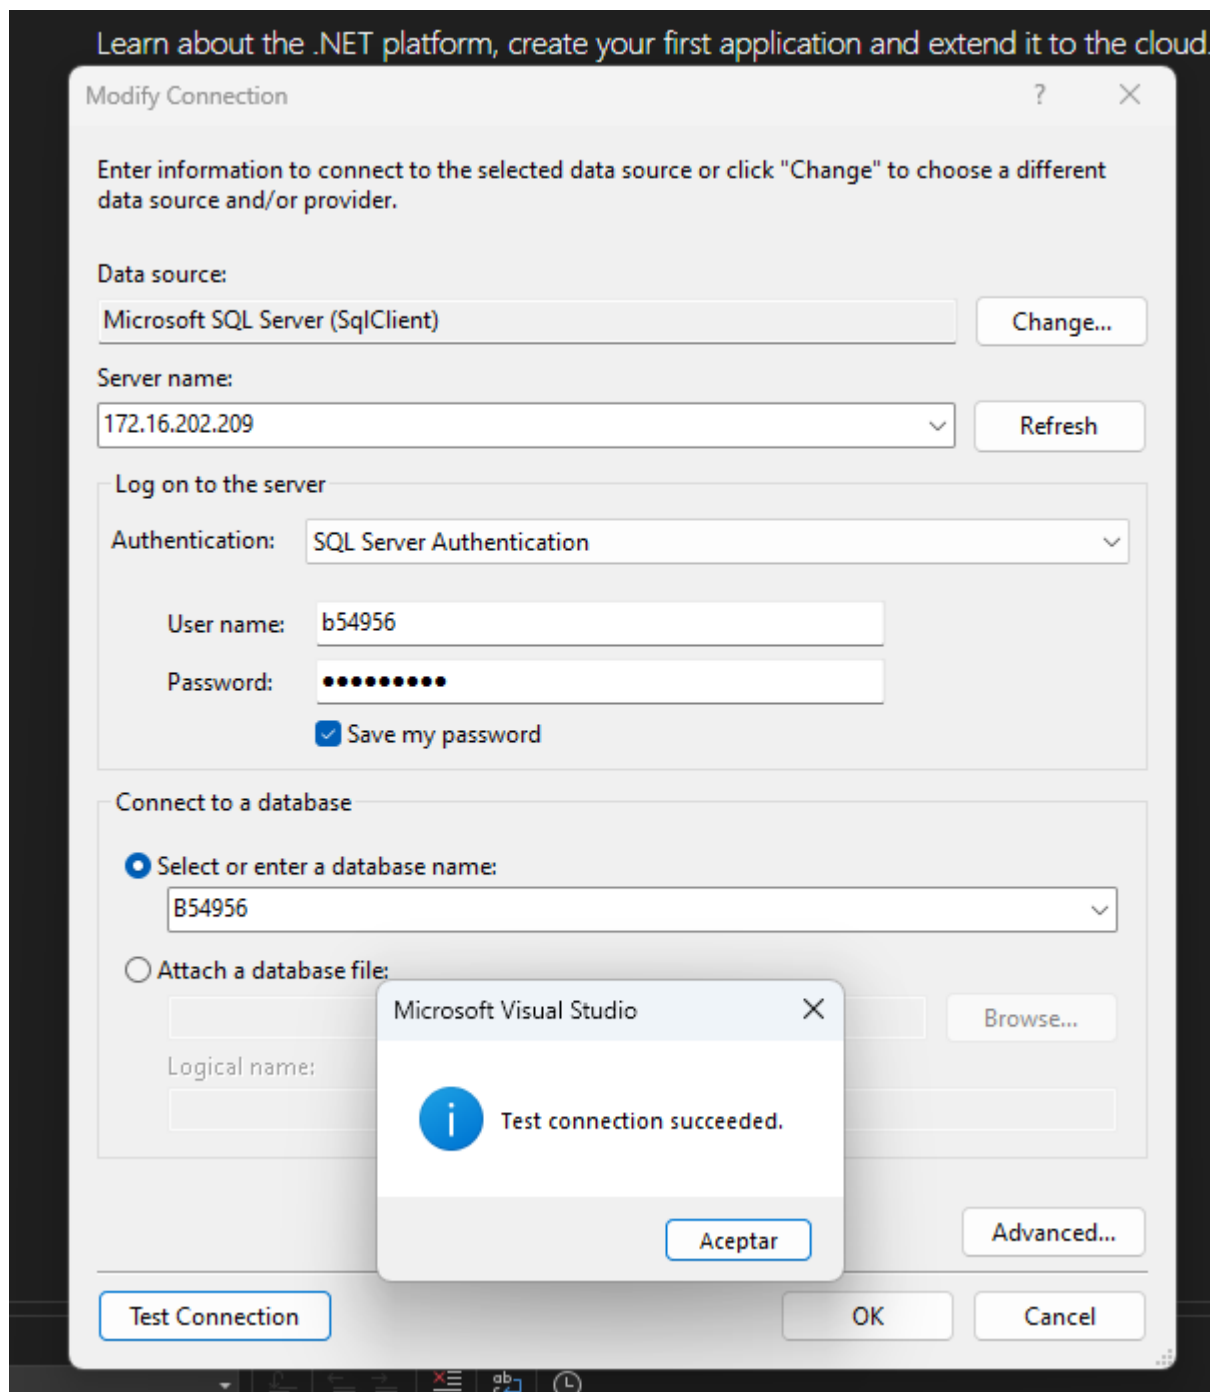 Learn about the .NET platform, create your first application and extend it to the cloud.
Modify Connection
Enter information to connect to the selected data source or click "Change" to choose a different
data source and/or provider.
Data source:
Microsoft SQL Server (SqlClient)
Change...
Server name:
172.16.202.209
Refresh
Log on to the server
Authentication:
SQL Server Authentication
User name:
b54956
Password:
●●●●●●●●●
Save my password
Connect to a database
Select or enter a database name:
B54956
Attach a database file:
Browse...
Logical name:
Microsoft Visual Studio
Test connection succeeded.
Aceptar
Advanced...
Test Connection
OK
Cancel